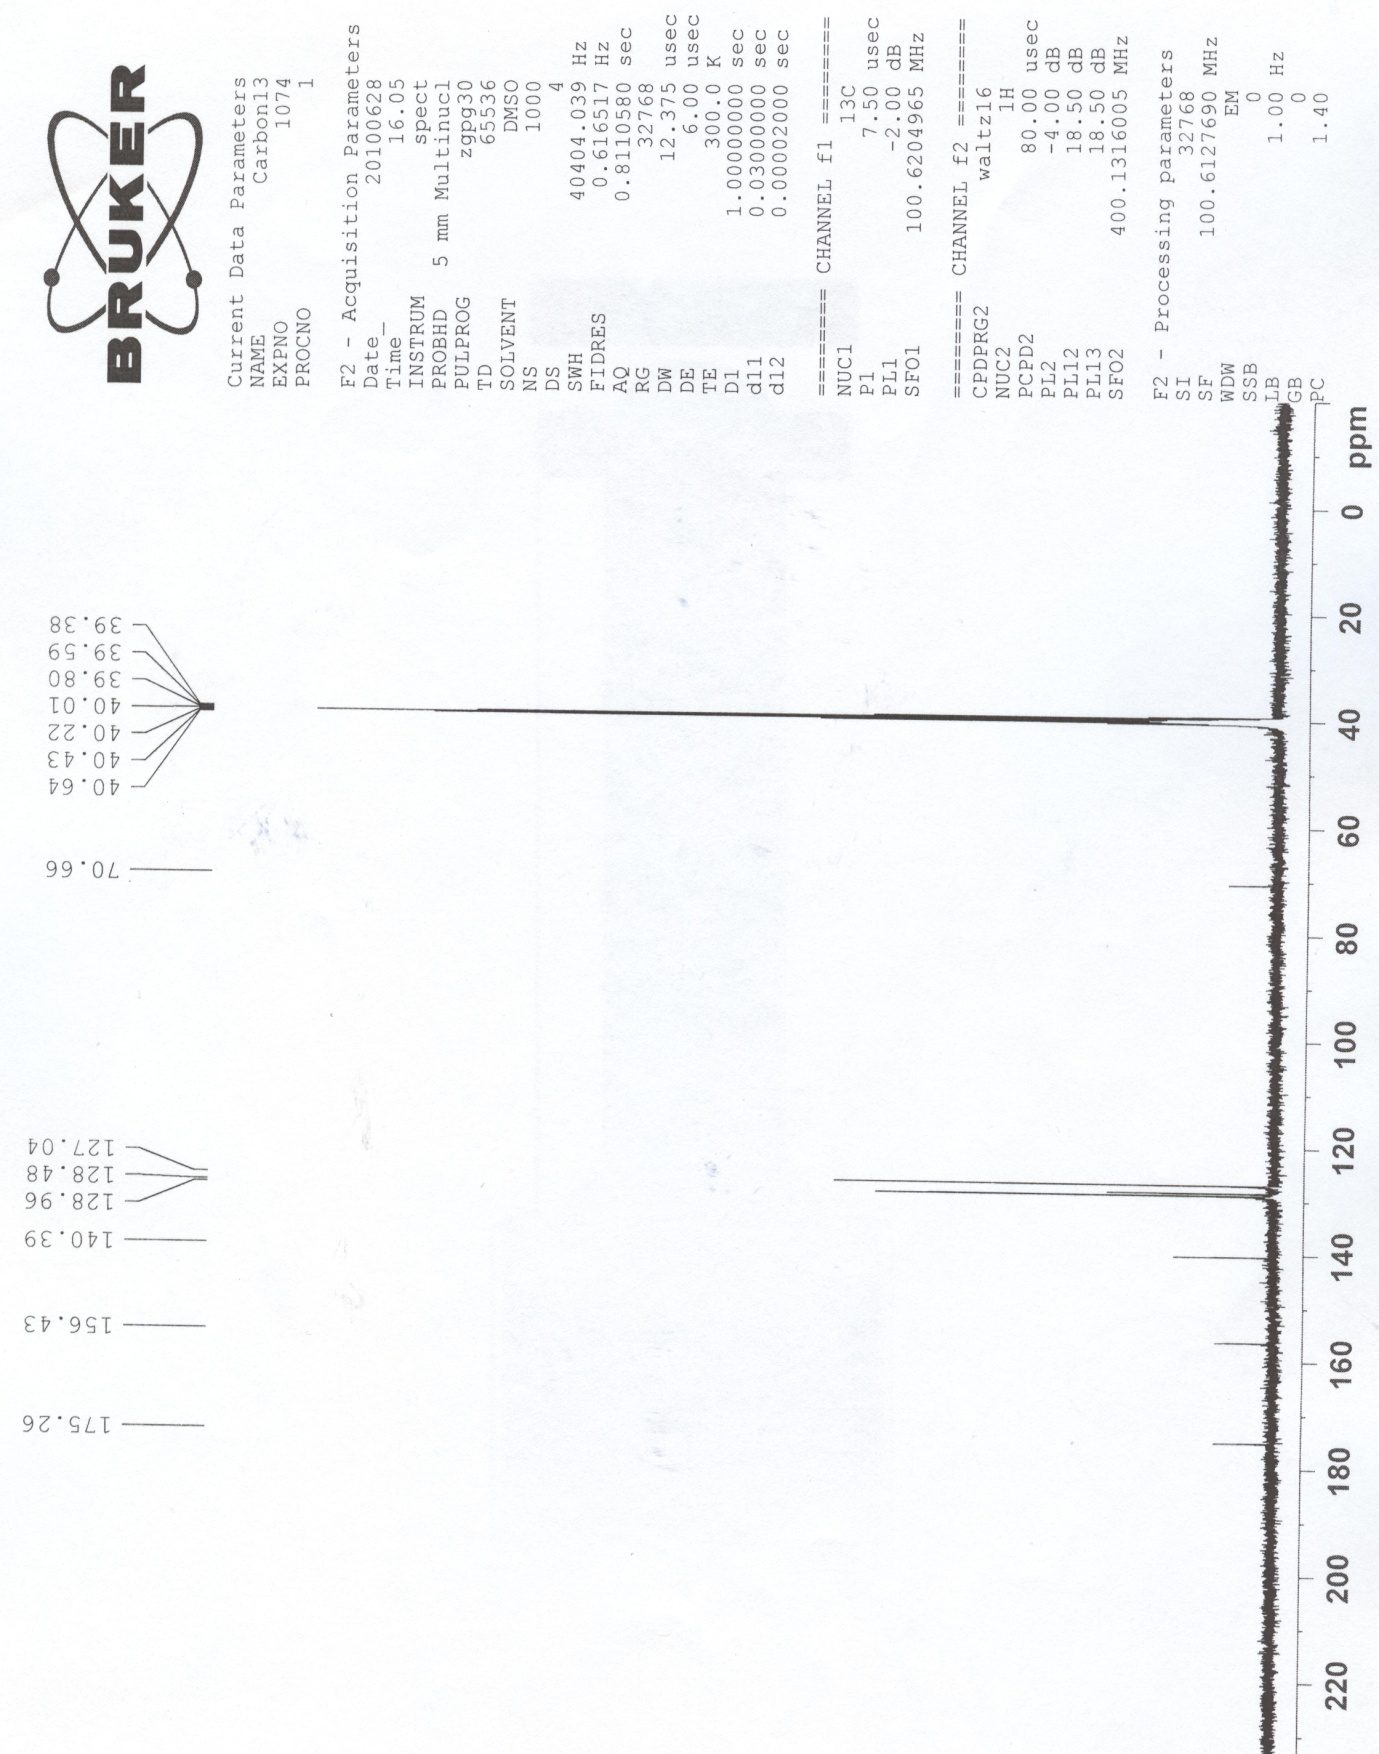 BRUKER
Current Data Parameters
NAME Carbon13
EXPNO 1074
PROCNO 1
F2 - Acquisition Parameters
Date_ 20100628
Time 16.05
INSTRUM spect
PROBHD 5 mm Multinucl
PULPROG zgpg30
TD 65536
SOLVENT DMSO
NS 1000
DS 4
SWH 40404.039 Hz
FIDRES 0.616517 Hz
AQ 0.8110580 sec
RG 32768
DW 12.375 usec
DE 6.00 usec
TE 300.0 K
D1 1.00000000 sec
d11 0.03000000 sec
d12 0.00002000 sec
======== CHANNEL f1 ========
NUC1 13C
P1 7.50 usec
PL1 -2.00 dB
SFO1 100.6204965 MHz
======== CHANNEL f2 ========
CPDPRG2 waltz16
NUC2 1H
PCPD2 80.00 usec
PL2 -4.00 dB
PL12 18.50 dB
PL13 18.50 dB
SFO2 400.1316005 MHz
F2 - Processing parameters
SI 32768
SF 100.6127690 MHz
WDW EM
SSB 0
LB 1.00 Hz
GB 0
PC 1.40
175.26
156.43
140.39
128.96
128.48
127.04
70.66
40.64
40.43
40.22
40.01
39.80
39.59
39.38
220 200 180 160 140 120 100 80 60 40 20 0 ppm